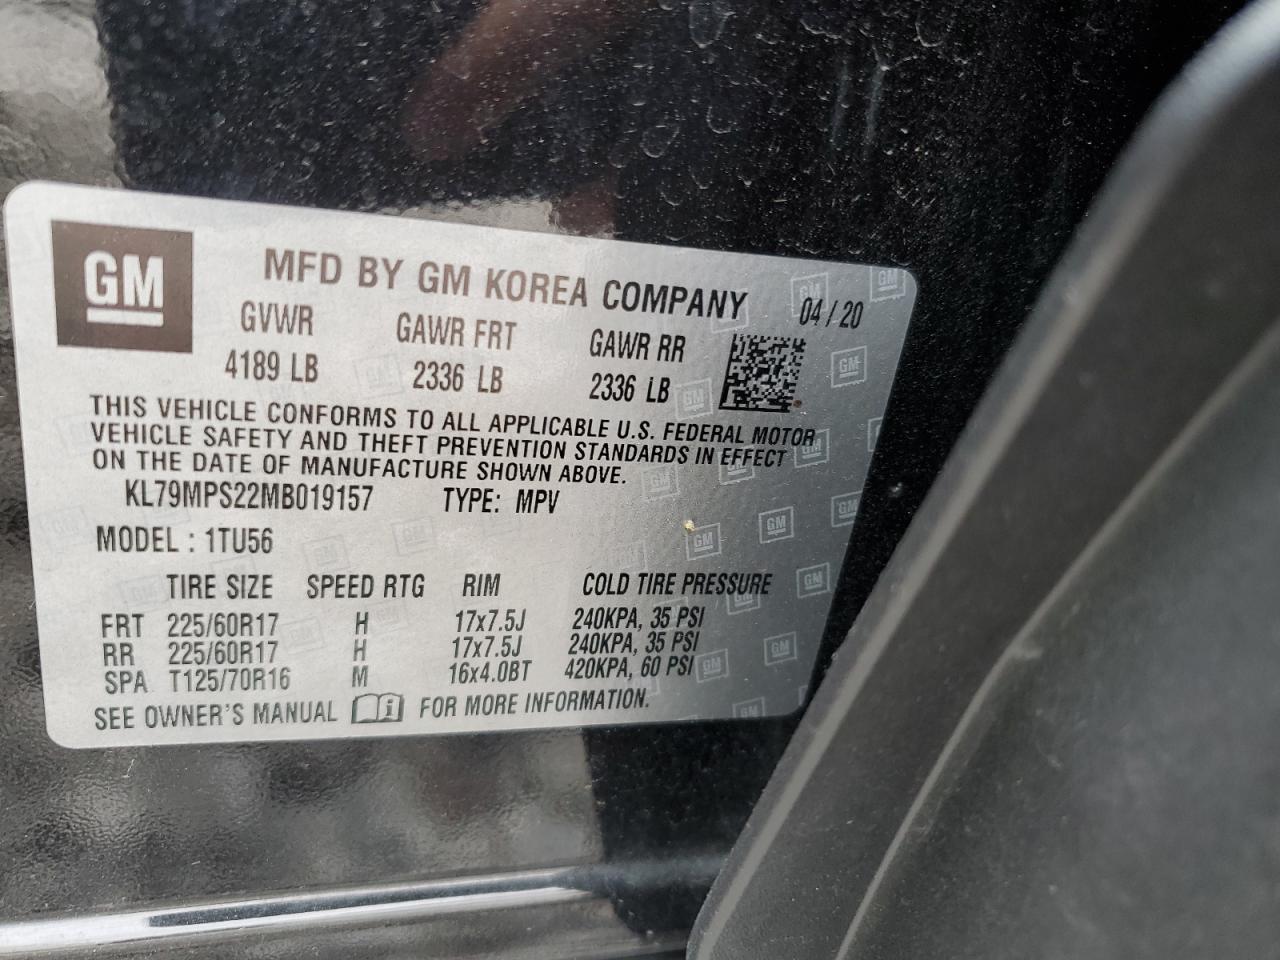 GM
MFD BY GM KOREA COMPANY 04 / 20
GVWR GAWR FRT GAWR RR
4189 LB 2336 LB 2336 LB
THIS VEHICLE CONFORMS TO ALL APPLICABLE U.S. FEDERAL MOTOR
VEHICLE SAFETY AND THEFT PREVENTION STANDARDS IN EFFECT
ON THE DATE OF MANUFACTURE SHOWN ABOVE.
KL79MPS22MB019157 TYPE: MPV
MODEL : 1TU56
TIRE SIZE SPEED RTG RIM COLD TIRE PRESSURE
FRT 225/60R17 H 17x7.5J 240KPA, 35 PSI
RR 225/60R17 H 17x7.5J 240KPA, 35 PSI
SPA T125/70R16 M 16x4.0BT 420KPA, 60 PSI
SEE OWNER'S MANUAL i FOR MORE INFORMATION.